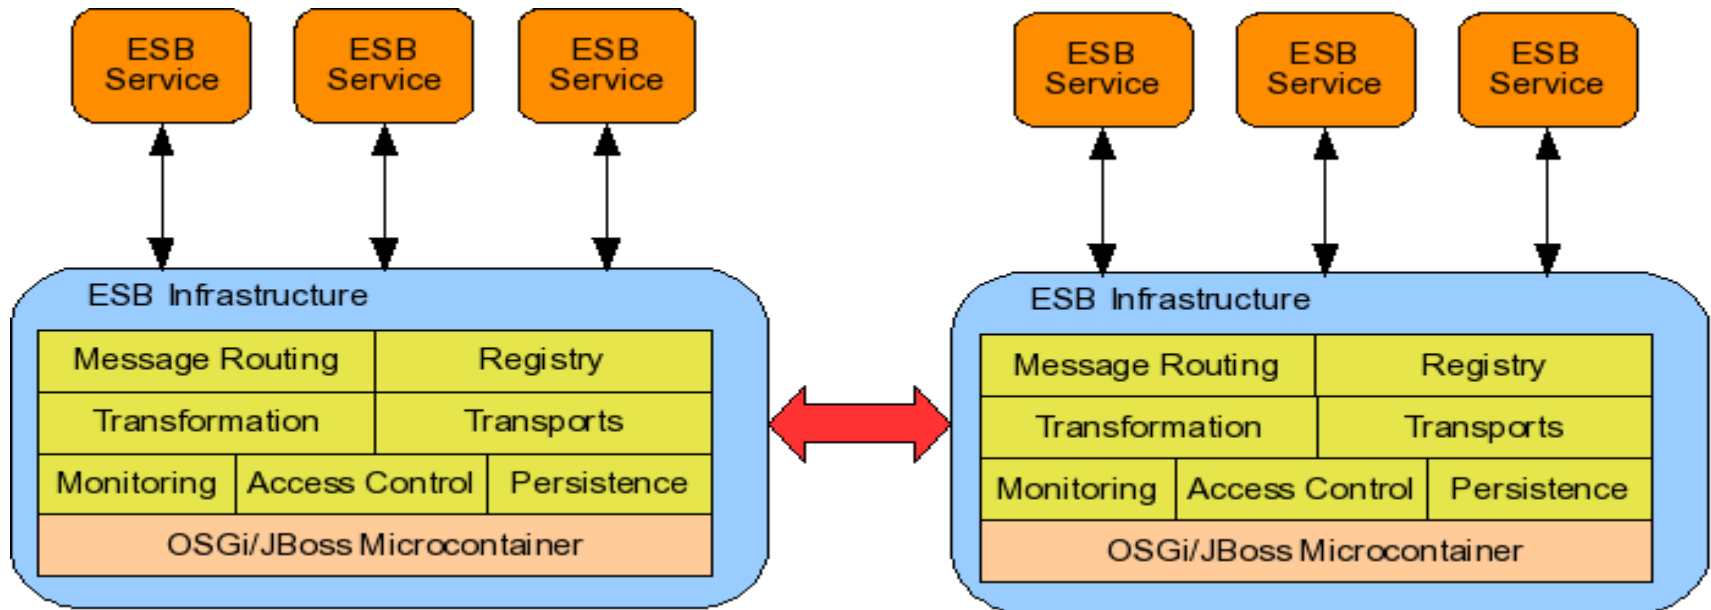 ESB
Service
ESB
Service
ESB
Service
ESB Infrastructure
Message Routing
Registry
Transformation
Transports
Monitoring
Access Control
Persistence
OSGi/JBoss Microcontainer
ESB
Service
ESB
Service
ESB
Service
ESB Infrastructure
Message Routing
Registry
Transformation
Transports
Monitoring
Access Control
Persistence
OSGi/JBoss Microcontainer